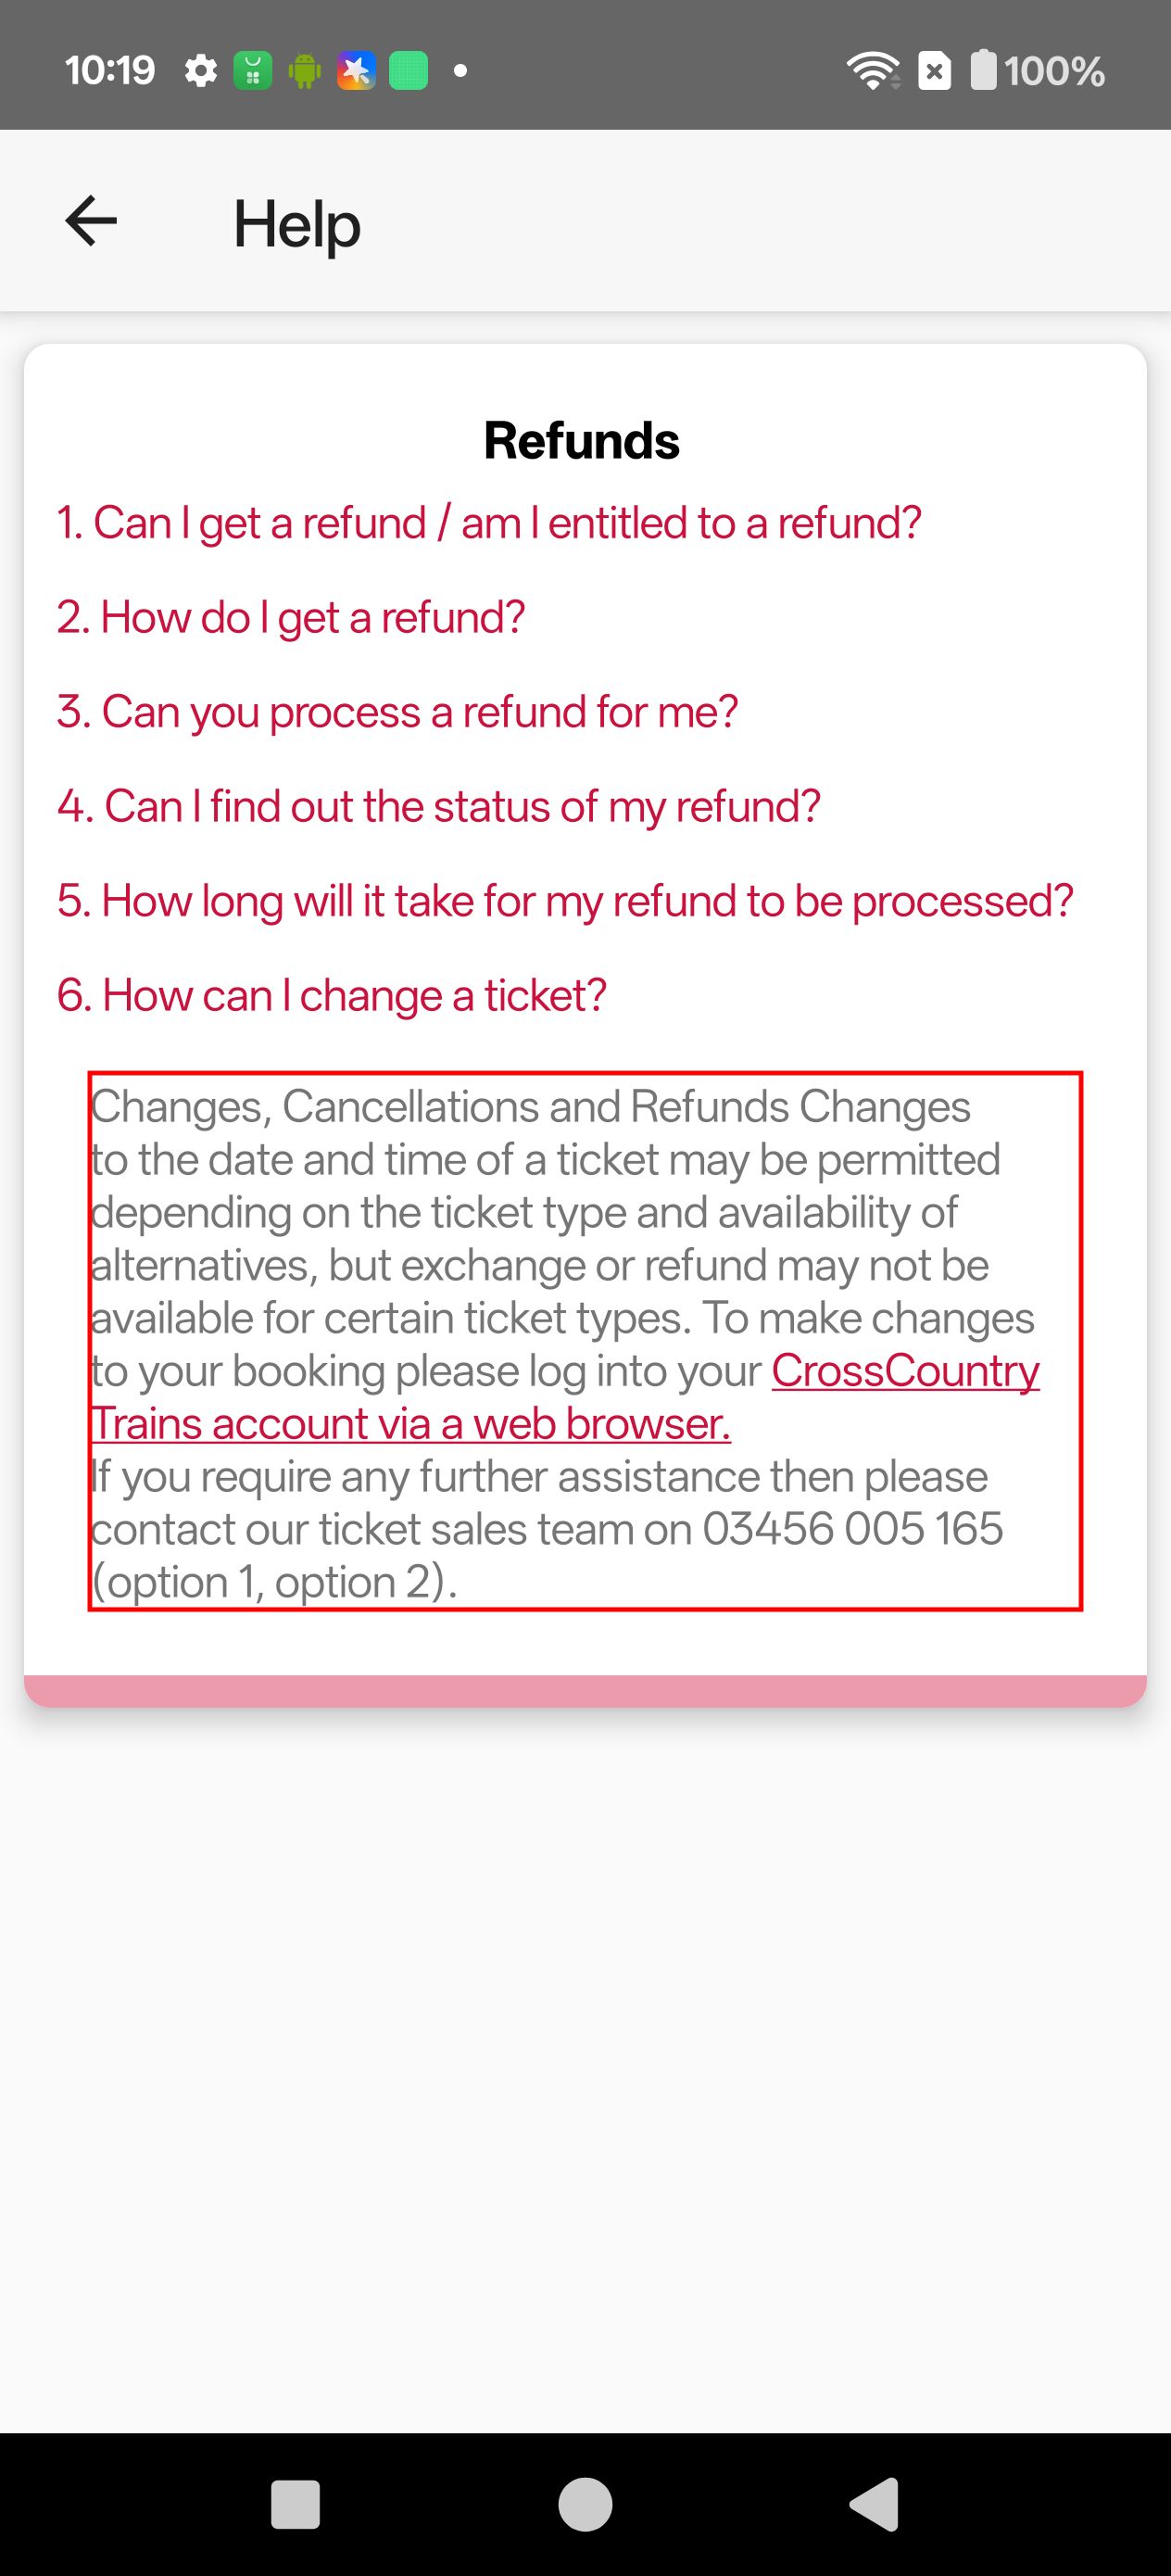 10:19
100%
Help
Refunds
1. Can I get a refund / am I entitled to a refund?
2. How do I get a refund?
3. Can you process a refund for me?
4. Can I find out the status of my refund?
5. How long will it take for my refund to be processed?
6. How can I change a ticket?
Changes, Cancellations and Refunds Changes
to the date and time of a ticket may be permitted
depending on the ticket type and availability of
alternatives, but exchange or refund may not be
available for certain ticket types. To make changes
to your booking please log into your CrossCountry
Trains account via a web browser.
If you require any further assistance then please
contact our ticket sales team on 03456 005 165
(option 1, option 2).